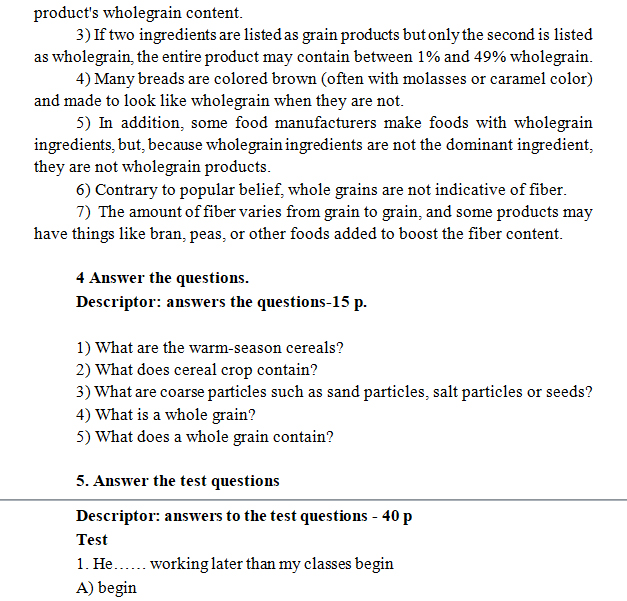 product's wholegrain content.
3) If two ingredients are listed as grain products but only the second is listed
as wholegrain, the entire product may contain between 1% and 49% wholegrain.
4) Many breads are colored brown (often with molasses or caramel color)
and made to look like wholegrain when they are not.
5) In addition, some food manufacturers make foods with wholegrain
ingredients, but, because wholegrain ingredients are not the dominant ingredient,
they are not wholegrain products.
6) Contrary to popular belief, whole grains are not indicative of fiber.
7) The amount of fiber varies from grain to grain, and some products may
have things like bran, peas, or other foods added to boost the fiber content.
4 Answer the questions.
Descriptor: answers the questions-15 p.
1) What are the warm-season cereals?
2) What does cereal crop contain?
3) What are coarse particles such as sand particles, salt particles or seeds?
4) What is a whole grain?
5) What does a whole grain contain?
5. Answer the test questions
Descriptor: answers to the test questions - 40 p
Test
1. He…… working later than my classes begin
A) begin